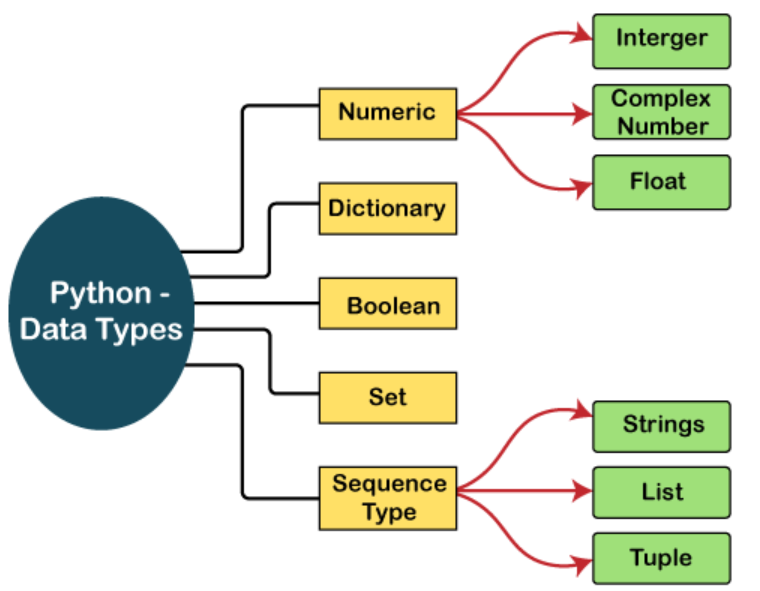 Python -
Data Types
Numeric
Interger
Complex
Number
Float
Dictionary
Boolean
Set
Sequence
Type
Strings
List
Tuple